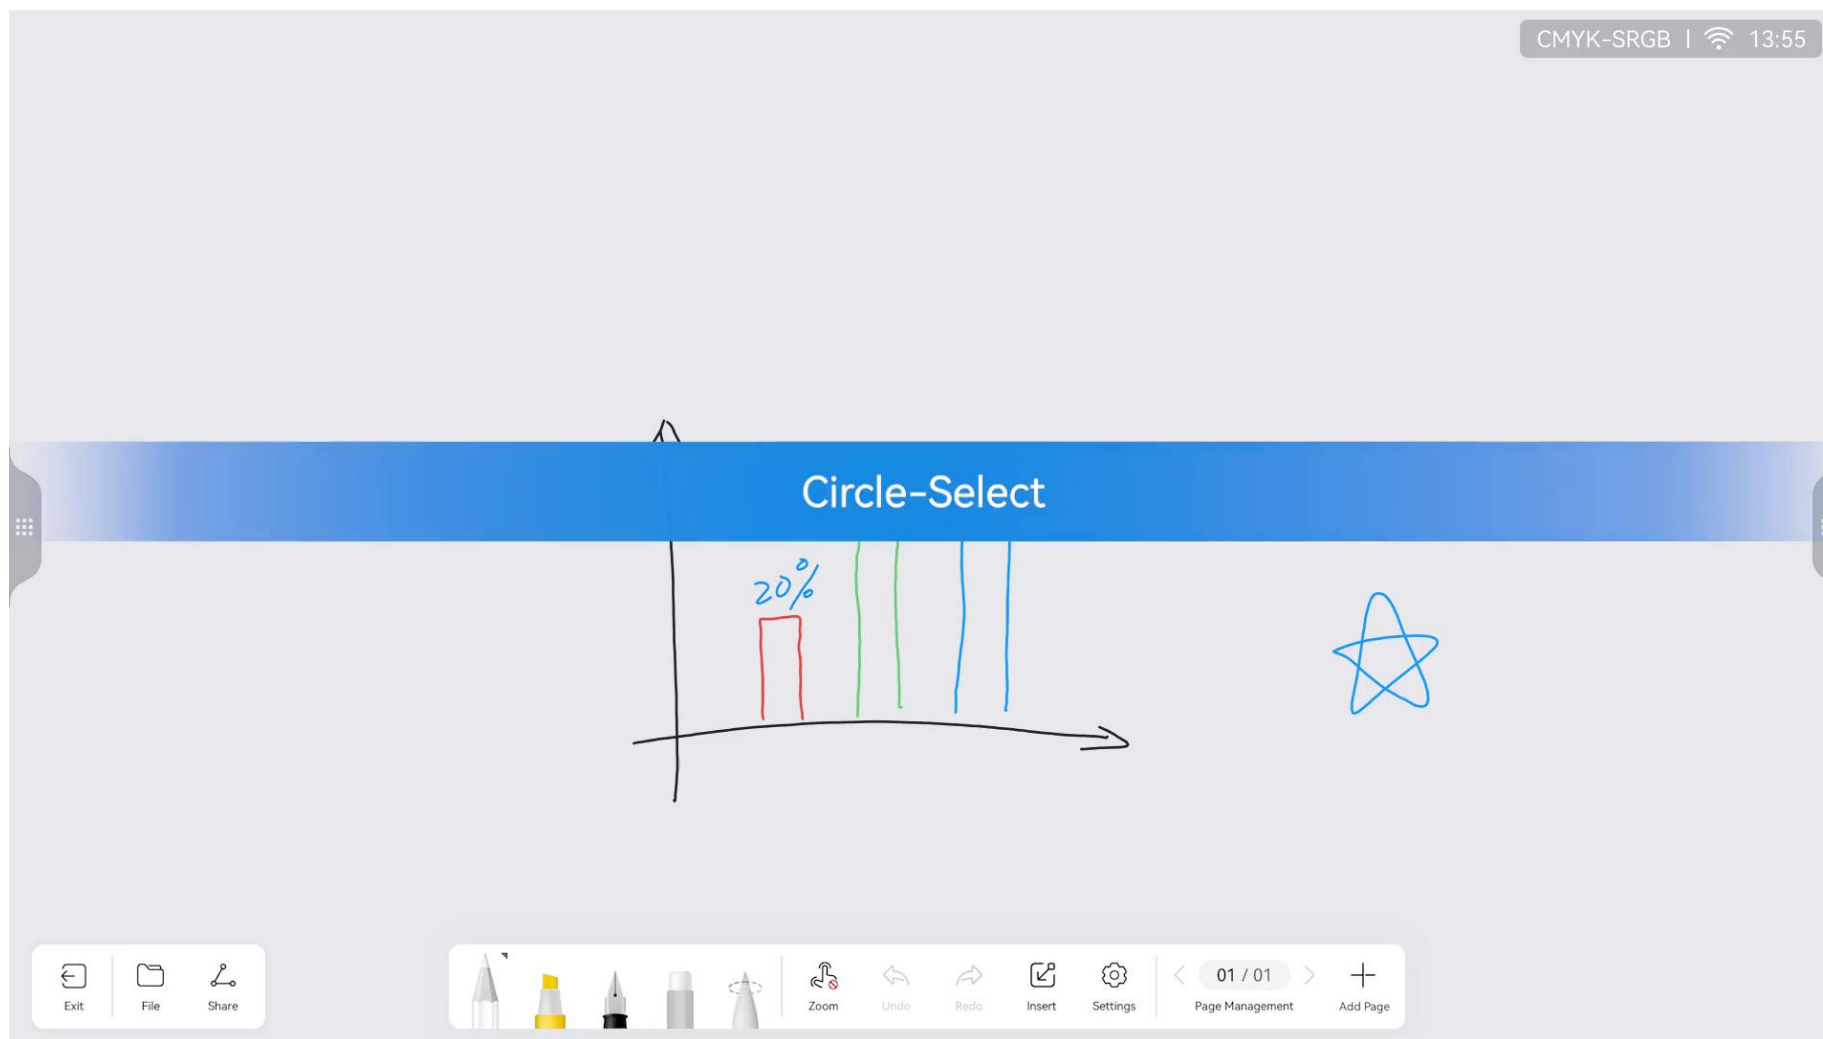 CMYK-SRGB | 13:55
Circle-Select
20%
Exit
File
Share
Zoom
Undo
Redo
Insert
Settings
01 / 01
Page Management
Add Page